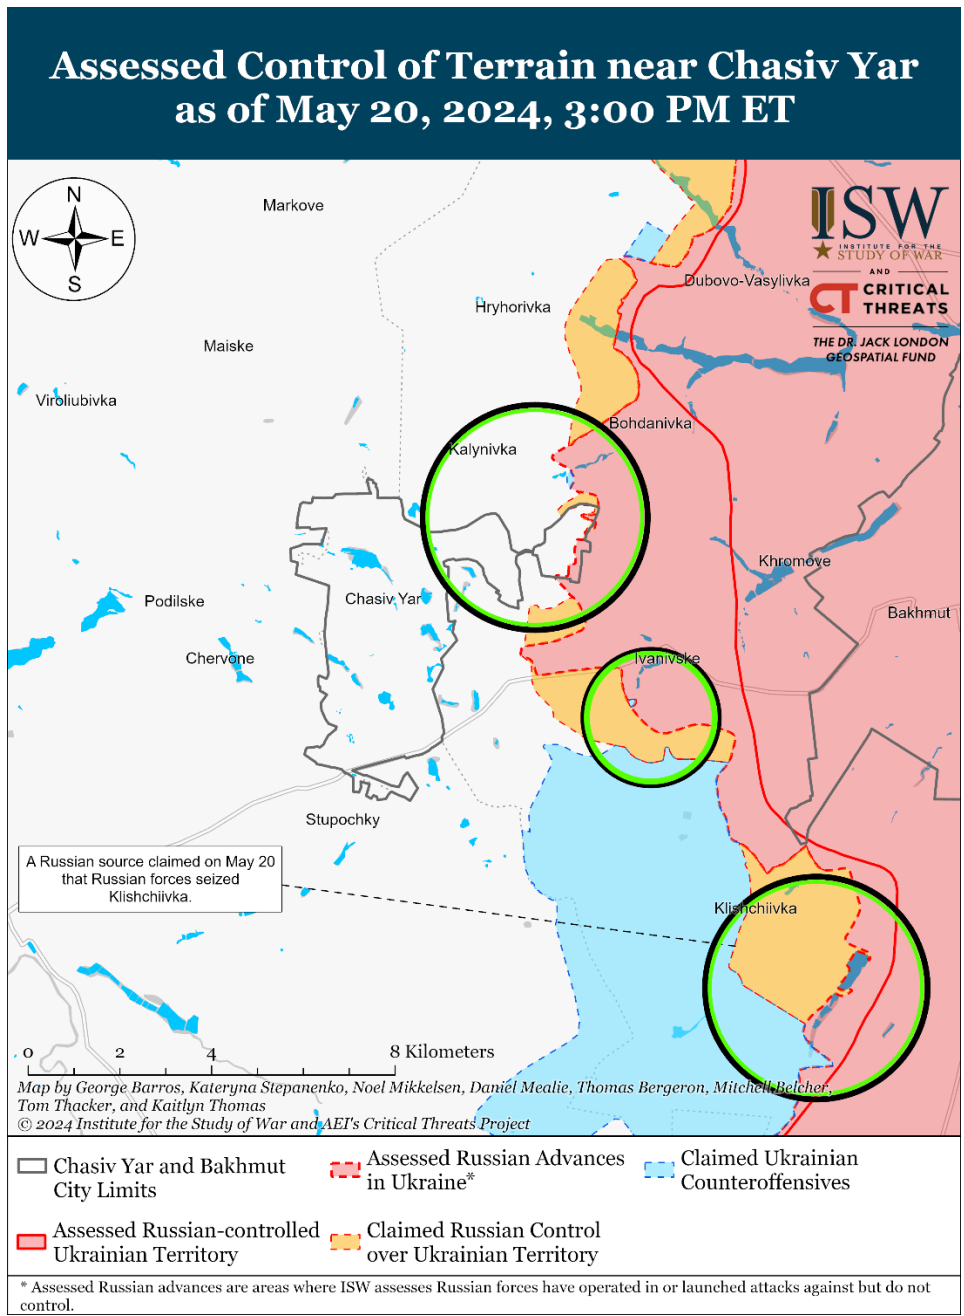 Assessed Control of Terrain near Chasiv Yar
as of May 20, 2024, 3:00 PM ET
N
W
E
S
Markove
ISW
INSTITUTE FOR THE
STUDY OF WAR
AND
CT CRITICAL
THREATS
THE DR. JACK LONDON
GEOSPATIAL FUND
Dubovo-Vasylivka
Hryhorivka
Maiske
Viroliubivka
Bohdanivka
Kalynivka
Khromove
Podilske
Chasiv Yar
Bakhmut
Chervone
Ivanivske
Stupochky
A Russian source claimed on May 20
that Russian forces seized
Klishchiivka.
Klishchiivka
0 2 4 8 Kilometers
Map by George Barros, Kateryna Stepanenko, Noel Mikkelsen, Daniel Mealie, Thomas Bergeron, Mitchell Belcher,
Tom Thacker, and Kaitlyn Thomas
© 2024 Institute for the Study of War and AEI's Critical Threats Project
Chasiv Yar and Bakhmut
City Limits
Assessed Russian Advances
in Ukraine*
Claimed Ukrainian
Counteroffensives
Assessed Russian-controlled
Ukrainian Territory
Claimed Russian Control
over Ukrainian Territory
* Assessed Russian advances are areas where ISW assesses Russian forces have operated in or launched attacks against but do not
control.